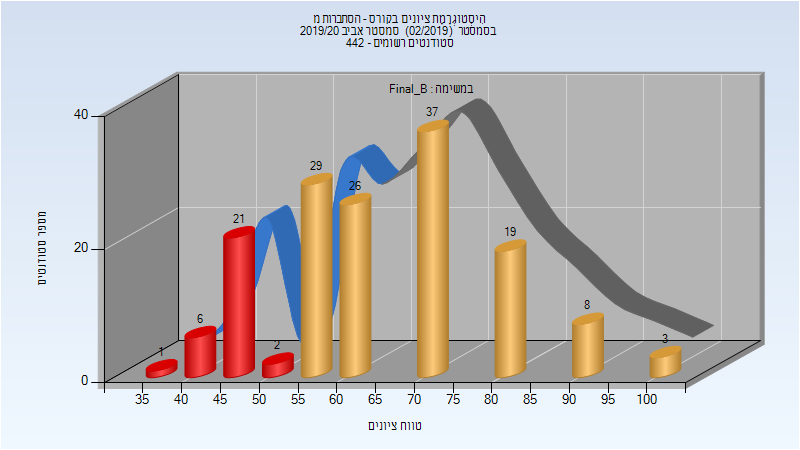 היסטוגרמת ציונים בקורס - הסתברות מ
בסמסטר (02/2019) סמסטר אביב 2019/20
סטודנטים רשומים - 442
במשימה : Final_B
מספר סטודנטים
40
20
0
1
6
21
2
29
26
37
19
8
3
35 40 45 50 55 60 65 70 75 80 85 90 95 100
טווח ציונים